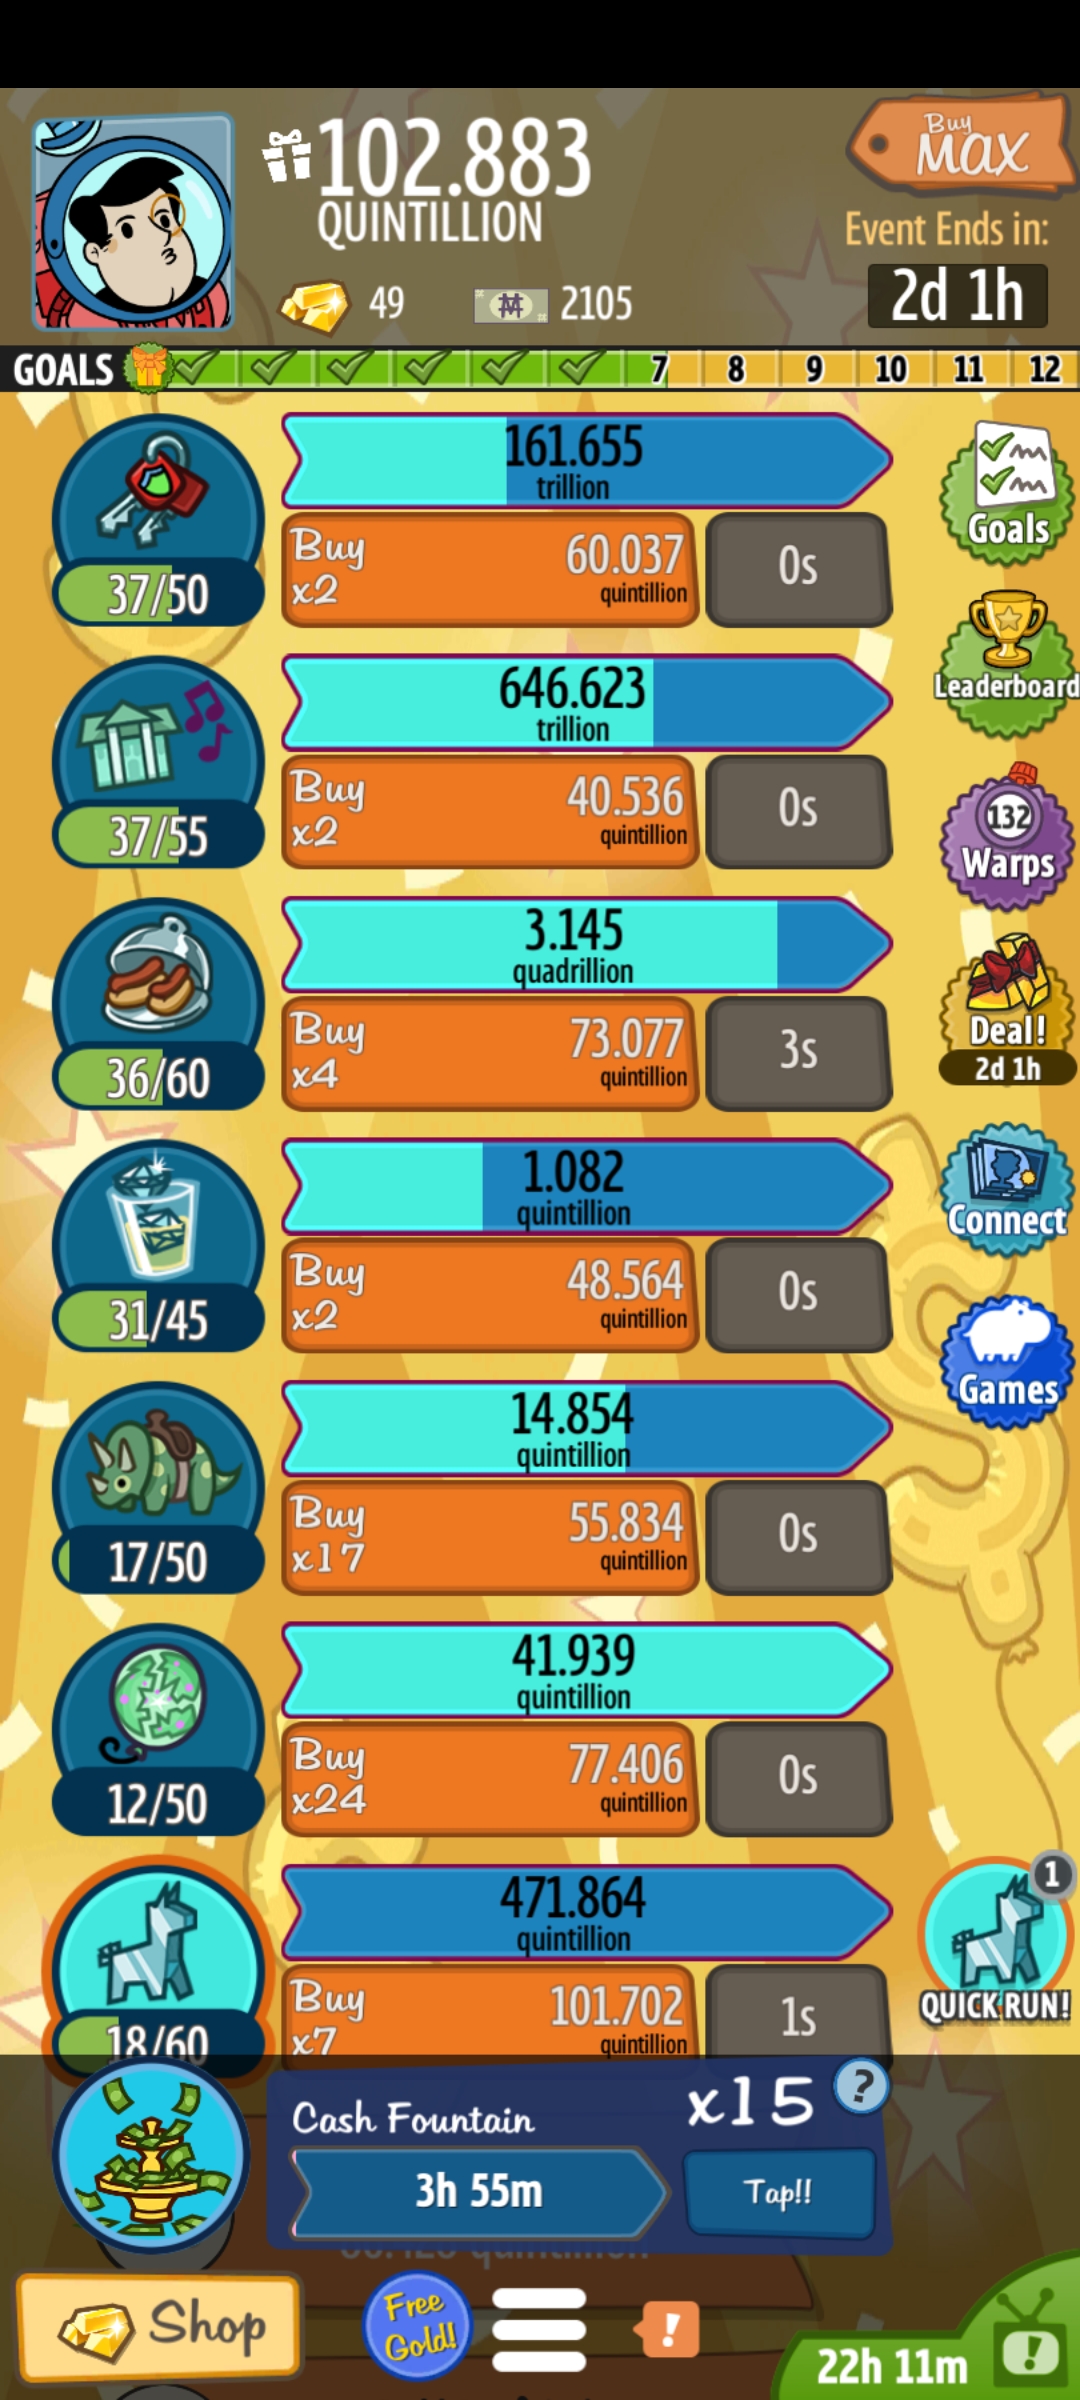 102.883
QUINTILLION
49
2105
Buy
MAX
Event Ends in:
2d 1h
GOALS
7 8 9 10 11 12
161.655
trillion
Buy
x2
60.037
quintillion
0s
37/50
646.623
trillion
Buy
x2
40.536
quintillion
0s
37/55
3.145
quadrillion
Buy
x4
73.077
quintillion
3s
36/60
1.082
quintillion
Buy
x2
48.564
quintillion
0s
31/45
14.854
quintillion
Buy
x17
55.834
quintillion
0s
17/50
41.939
quintillion
Buy
x24
77.406
quintillion
0s
12/50
471.864
quintillion
Buy
x7
101.702
quintillion
1s
18/60
Goals
Leaderboard
132
Warps
Deal!
2d 1h
Connect
Games
1
QUICK RUN!
Cash Fountain
x15
?
3h 55m
Tap!!
Shop
Free
Gold!
!
22h 11m
!